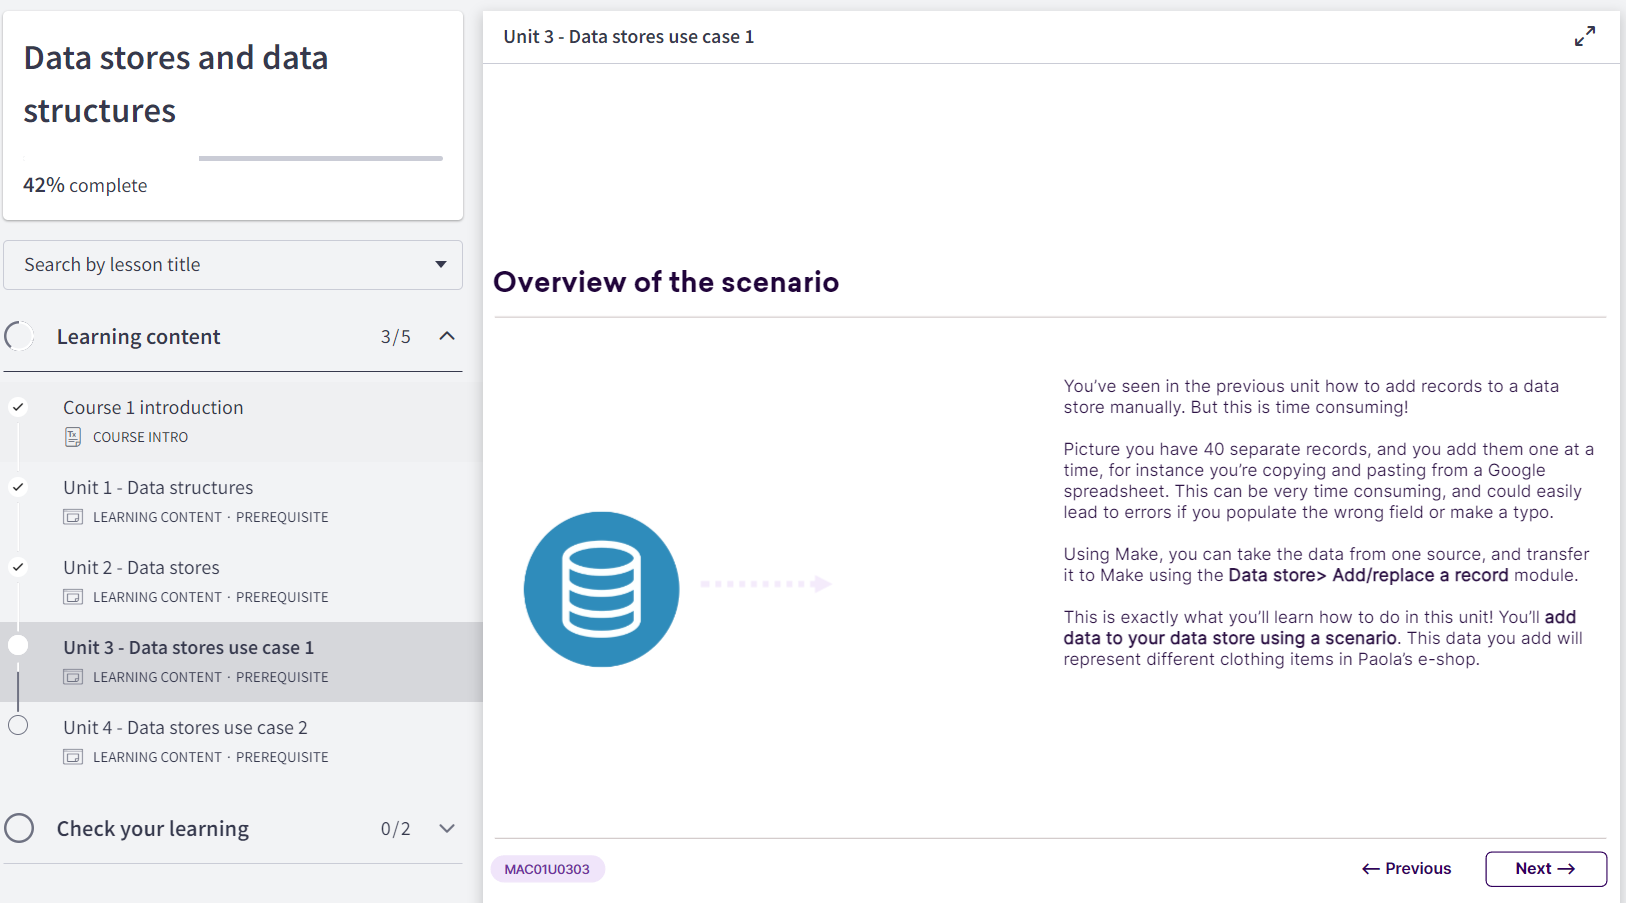 Data stores and data
structures
42% complete
Search by lesson title
Learning content 3/5
Course 1 introduction
Tx COURSE INTRO
Unit 1 - Data structures
LEARNING CONTENT · PREREQUISITE
Unit 2 - Data stores
LEARNING CONTENT · PREREQUISITE
Unit 3 - Data stores use case 1
LEARNING CONTENT · PREREQUISITE
Unit 4 - Data stores use case 2
LEARNING CONTENT · PREREQUISITE
Check your learning 0/2
Unit 3 - Data stores use case 1
Overview of the scenario
You’ve seen in the previous unit how to add records to a data
store manually. But this is time consuming!
Picture you have 40 separate records, and you add them one at a
time, for instance you’re copying and pasting from a Google
spreadsheet. This can be very time consuming, and could easily
lead to errors if you populate the wrong field or make a typo.
Using Make, you can take the data from one source, and transfer
it to Make using the Data store> Add/replace a record module.
This is exactly what you’ll learn how to do in this unit! You’ll add
data to your data store using a scenario. This data you add will
represent different clothing items in Paola’s e-shop.
MAC01U0303
← Previous
Next →